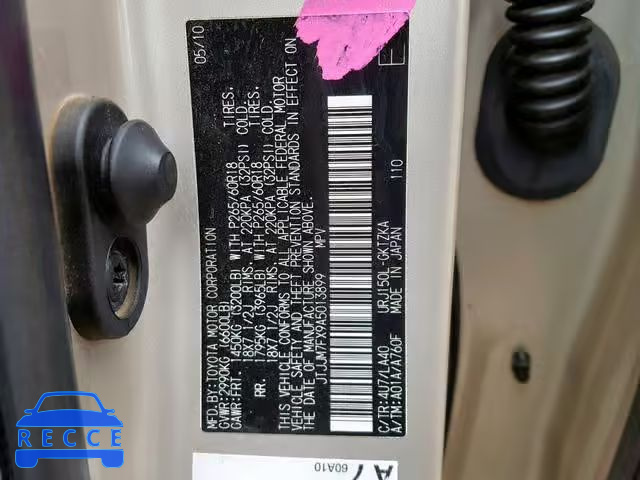 MFD.BY:TOYOTA MOTOR CORPORATION 05/10
GVWR:2990KG (6600LB)
GAWR:FRT. 1450KG (3200LB) WITH P265/60R18 TIRES.
18X7 1/2J RIMS. AT 220KPA (32PSI) COLD.
RR. 1795KG (3965LB) WITH P265/60R18 TIRES.
18X7 1/2J RIMS. AT 220KPA (32PSI) COLD.
THIS VEHICLE CONFORMS TO ALL APPLICABLE FEDERAL MOTOR
VEHICLE SAFETY AND THEFT PREVENTION STANDARDS IN EFFECT ON
THE DATE OF MANUFACTURE SHOWN ABOVE.
JTJJM7FX9A5013899 MPV
E
C/TR:4U7/LA40 URJ150L-GKTZKA
A/TM:A01A/A760F MADE IN JAPAN 110
A7
60A10
RECCE